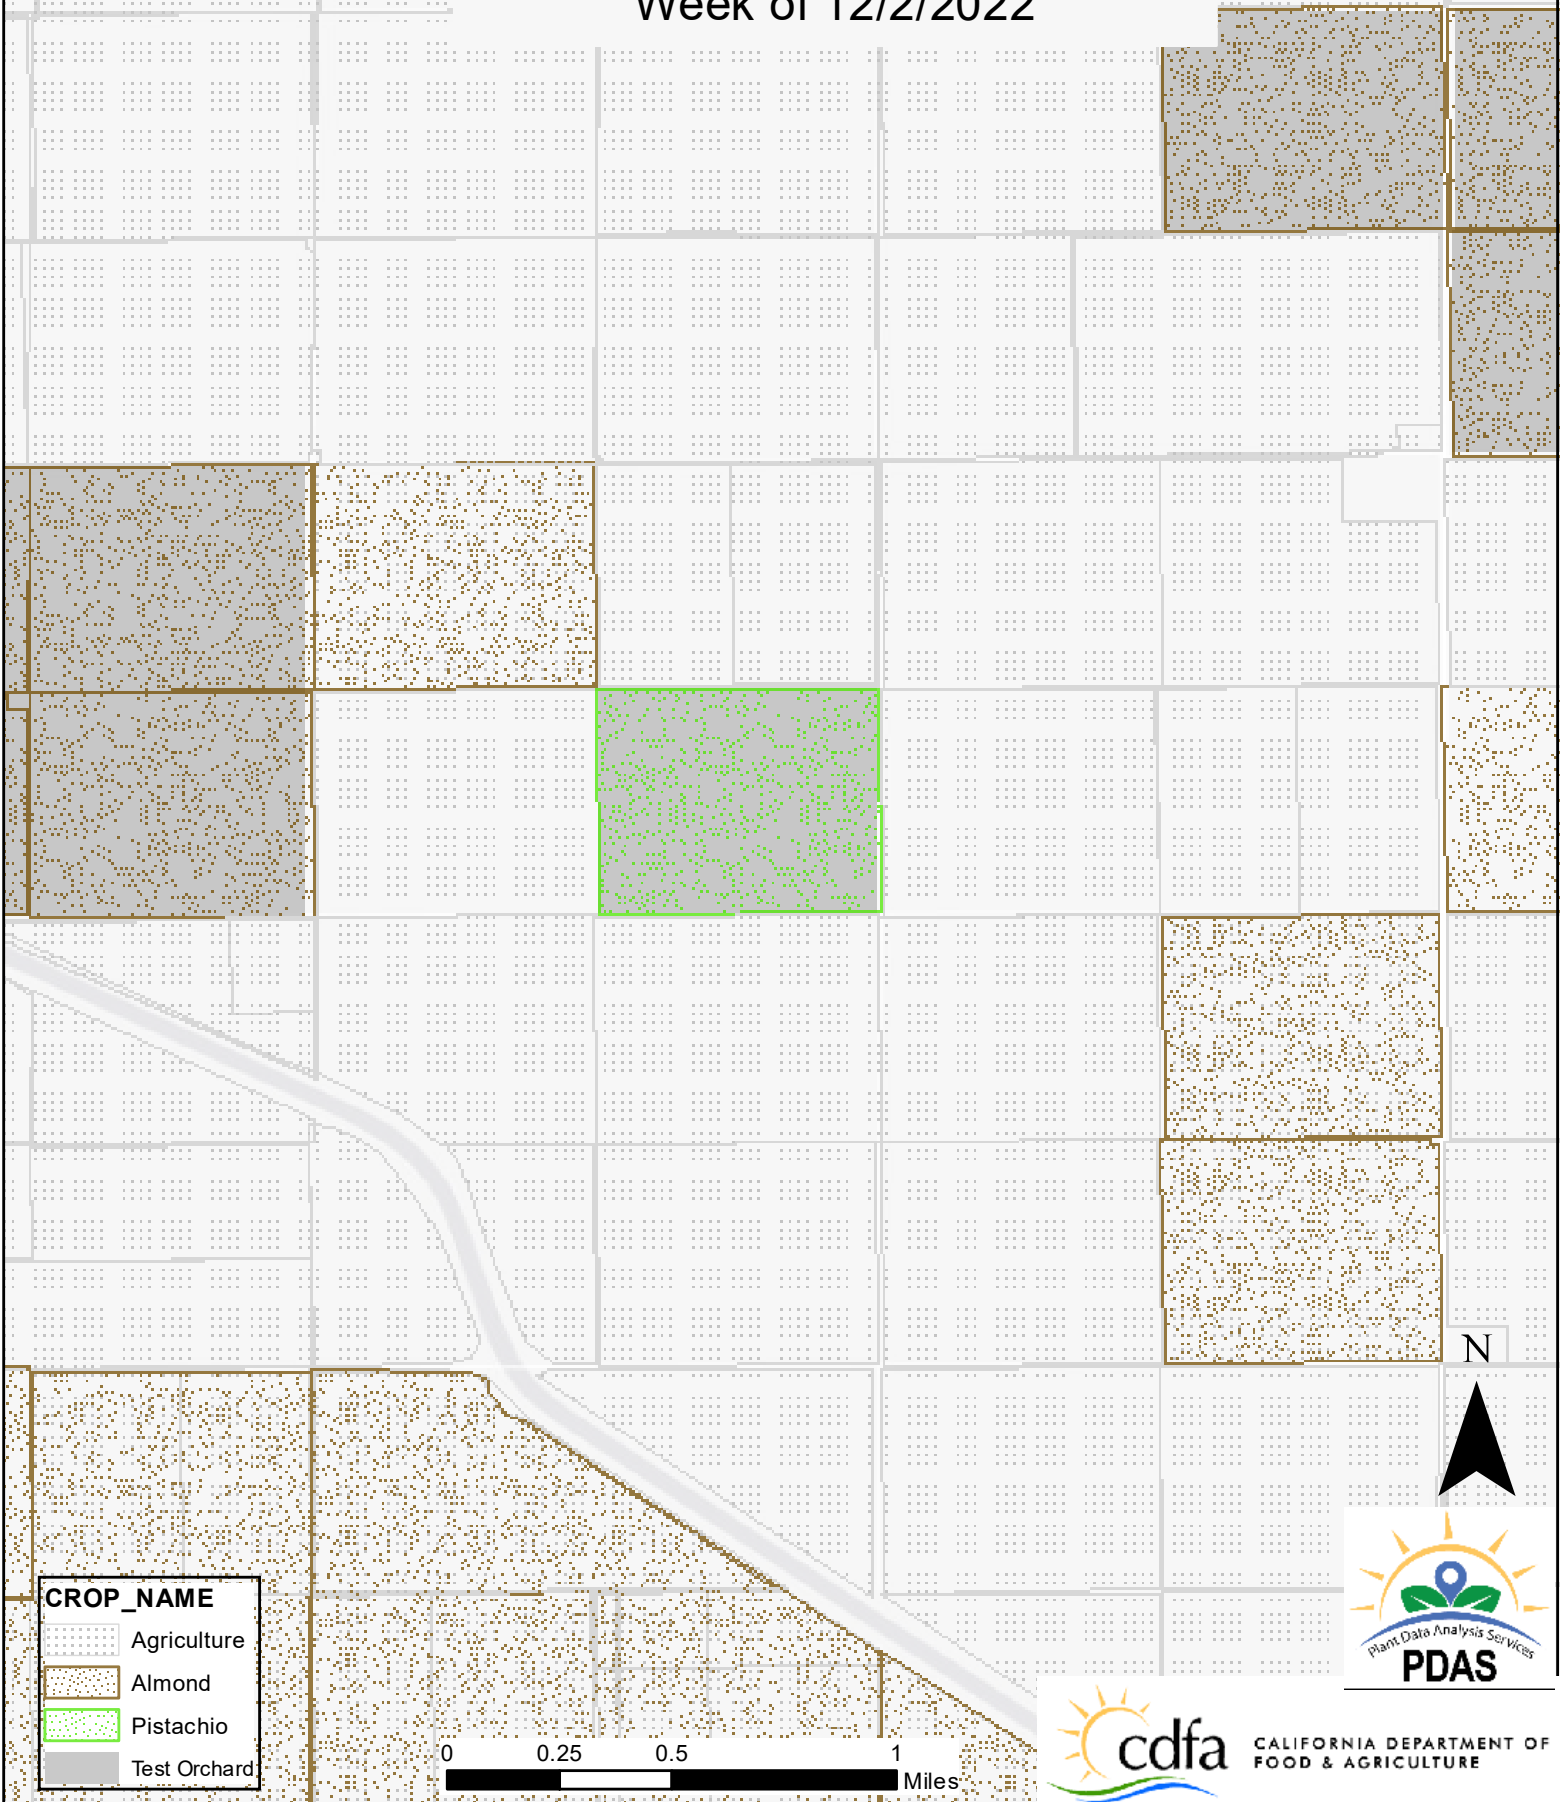 Week of 12/2/2022
N
CROP_NAME
Agriculture
Almond
Pistachio
Test Orchard
0 0.25 0.5 1
Miles
Plant Data Analysis Services
PDAS
cdfa
CALIFORNIA DEPARTMENT OF
FOOD & AGRICULTURE